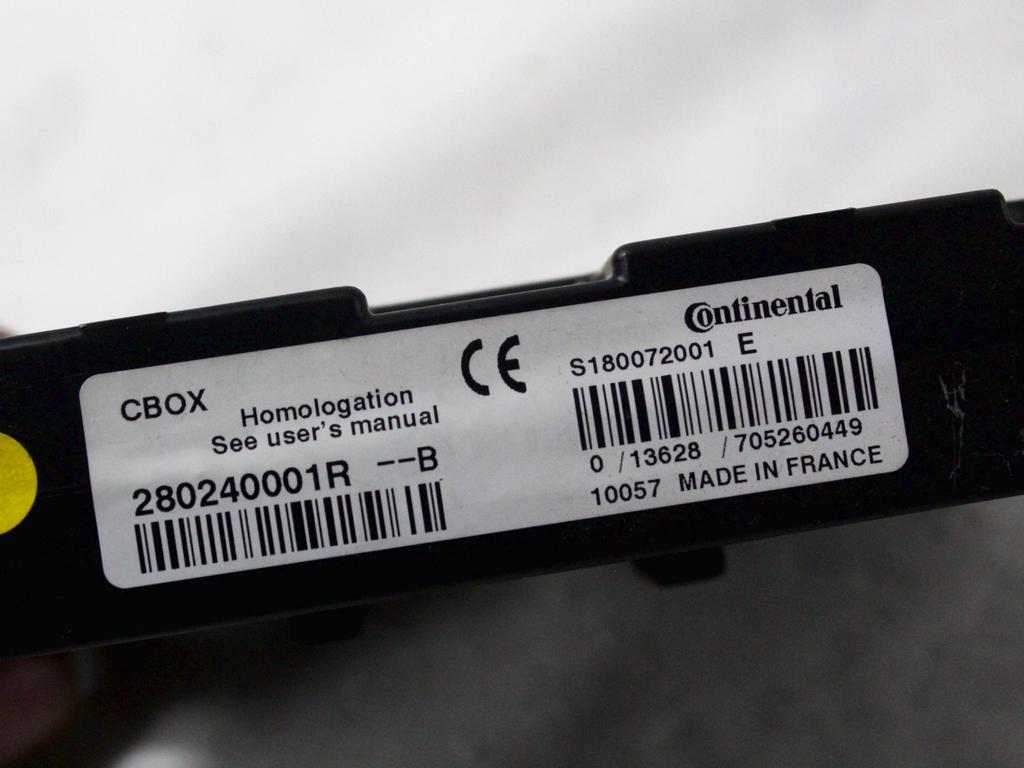 CBOX
Homologation
See user's manual
280240001R --B
CE
Continental
S180072001 E
0 /13628 /705260449
10057 MADE IN FRANCE